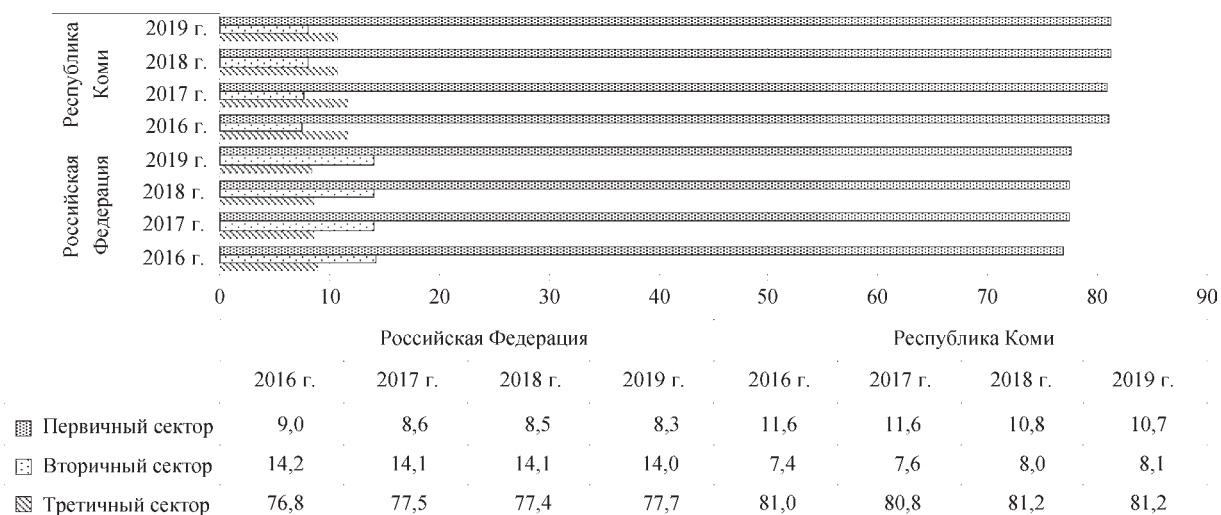 Республика
Коми
2019 г.
2018 г.
2017 г.
2016 г.
Российская
Федерация
2019 г.
2018 г.
2017 г.
2016 г.
0 10 20 30 40 50 60 70 80 90
Российская Федерация Республика Коми
2016 г. 2017 г. 2018 г. 2019 г. 2016 г. 2017 г. 2018 г. 2019 г.
Первичный сектор 9,0 8,6 8,5 8,3 11,6 11,6 10,8 10,7
Вторичный сектор 14,2 14,1 14,1 14,0 7,4 7,6 8,0 8,1
Третичный сектор 76,8 77,5 77,4 77,7 81,0 80,8 81,2 81,2